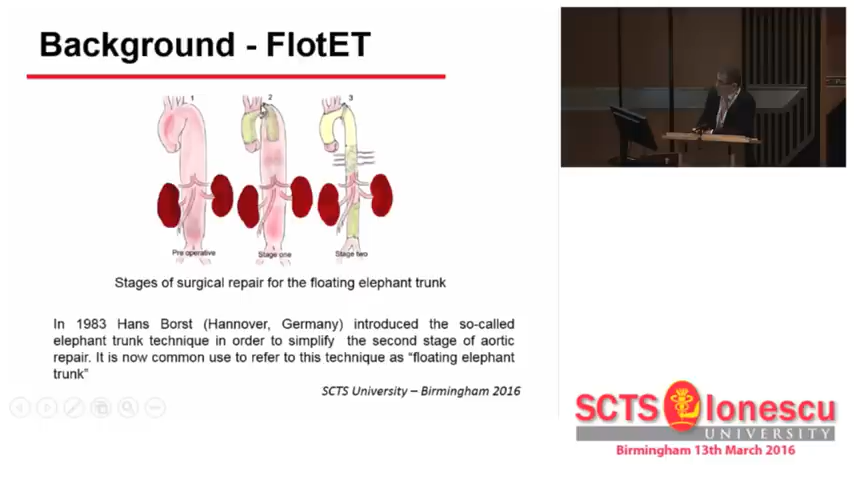 Background - FlotET
1
2
3
Pre operative
Stage one
Stage two
Stages of surgical repair for the floating elephant trunk
In 1983 Hans Borst (Hannover, Germany) introduced the so-called
elephant trunk technique in order to simplify the second stage of aortic
repair. It is now common use to refer to this technique as “floating elephant
trunk”
SCTS University – Birmingham 2016
SCTS Ionescu
UNIVERSITY
Birmingham 13th March 2016